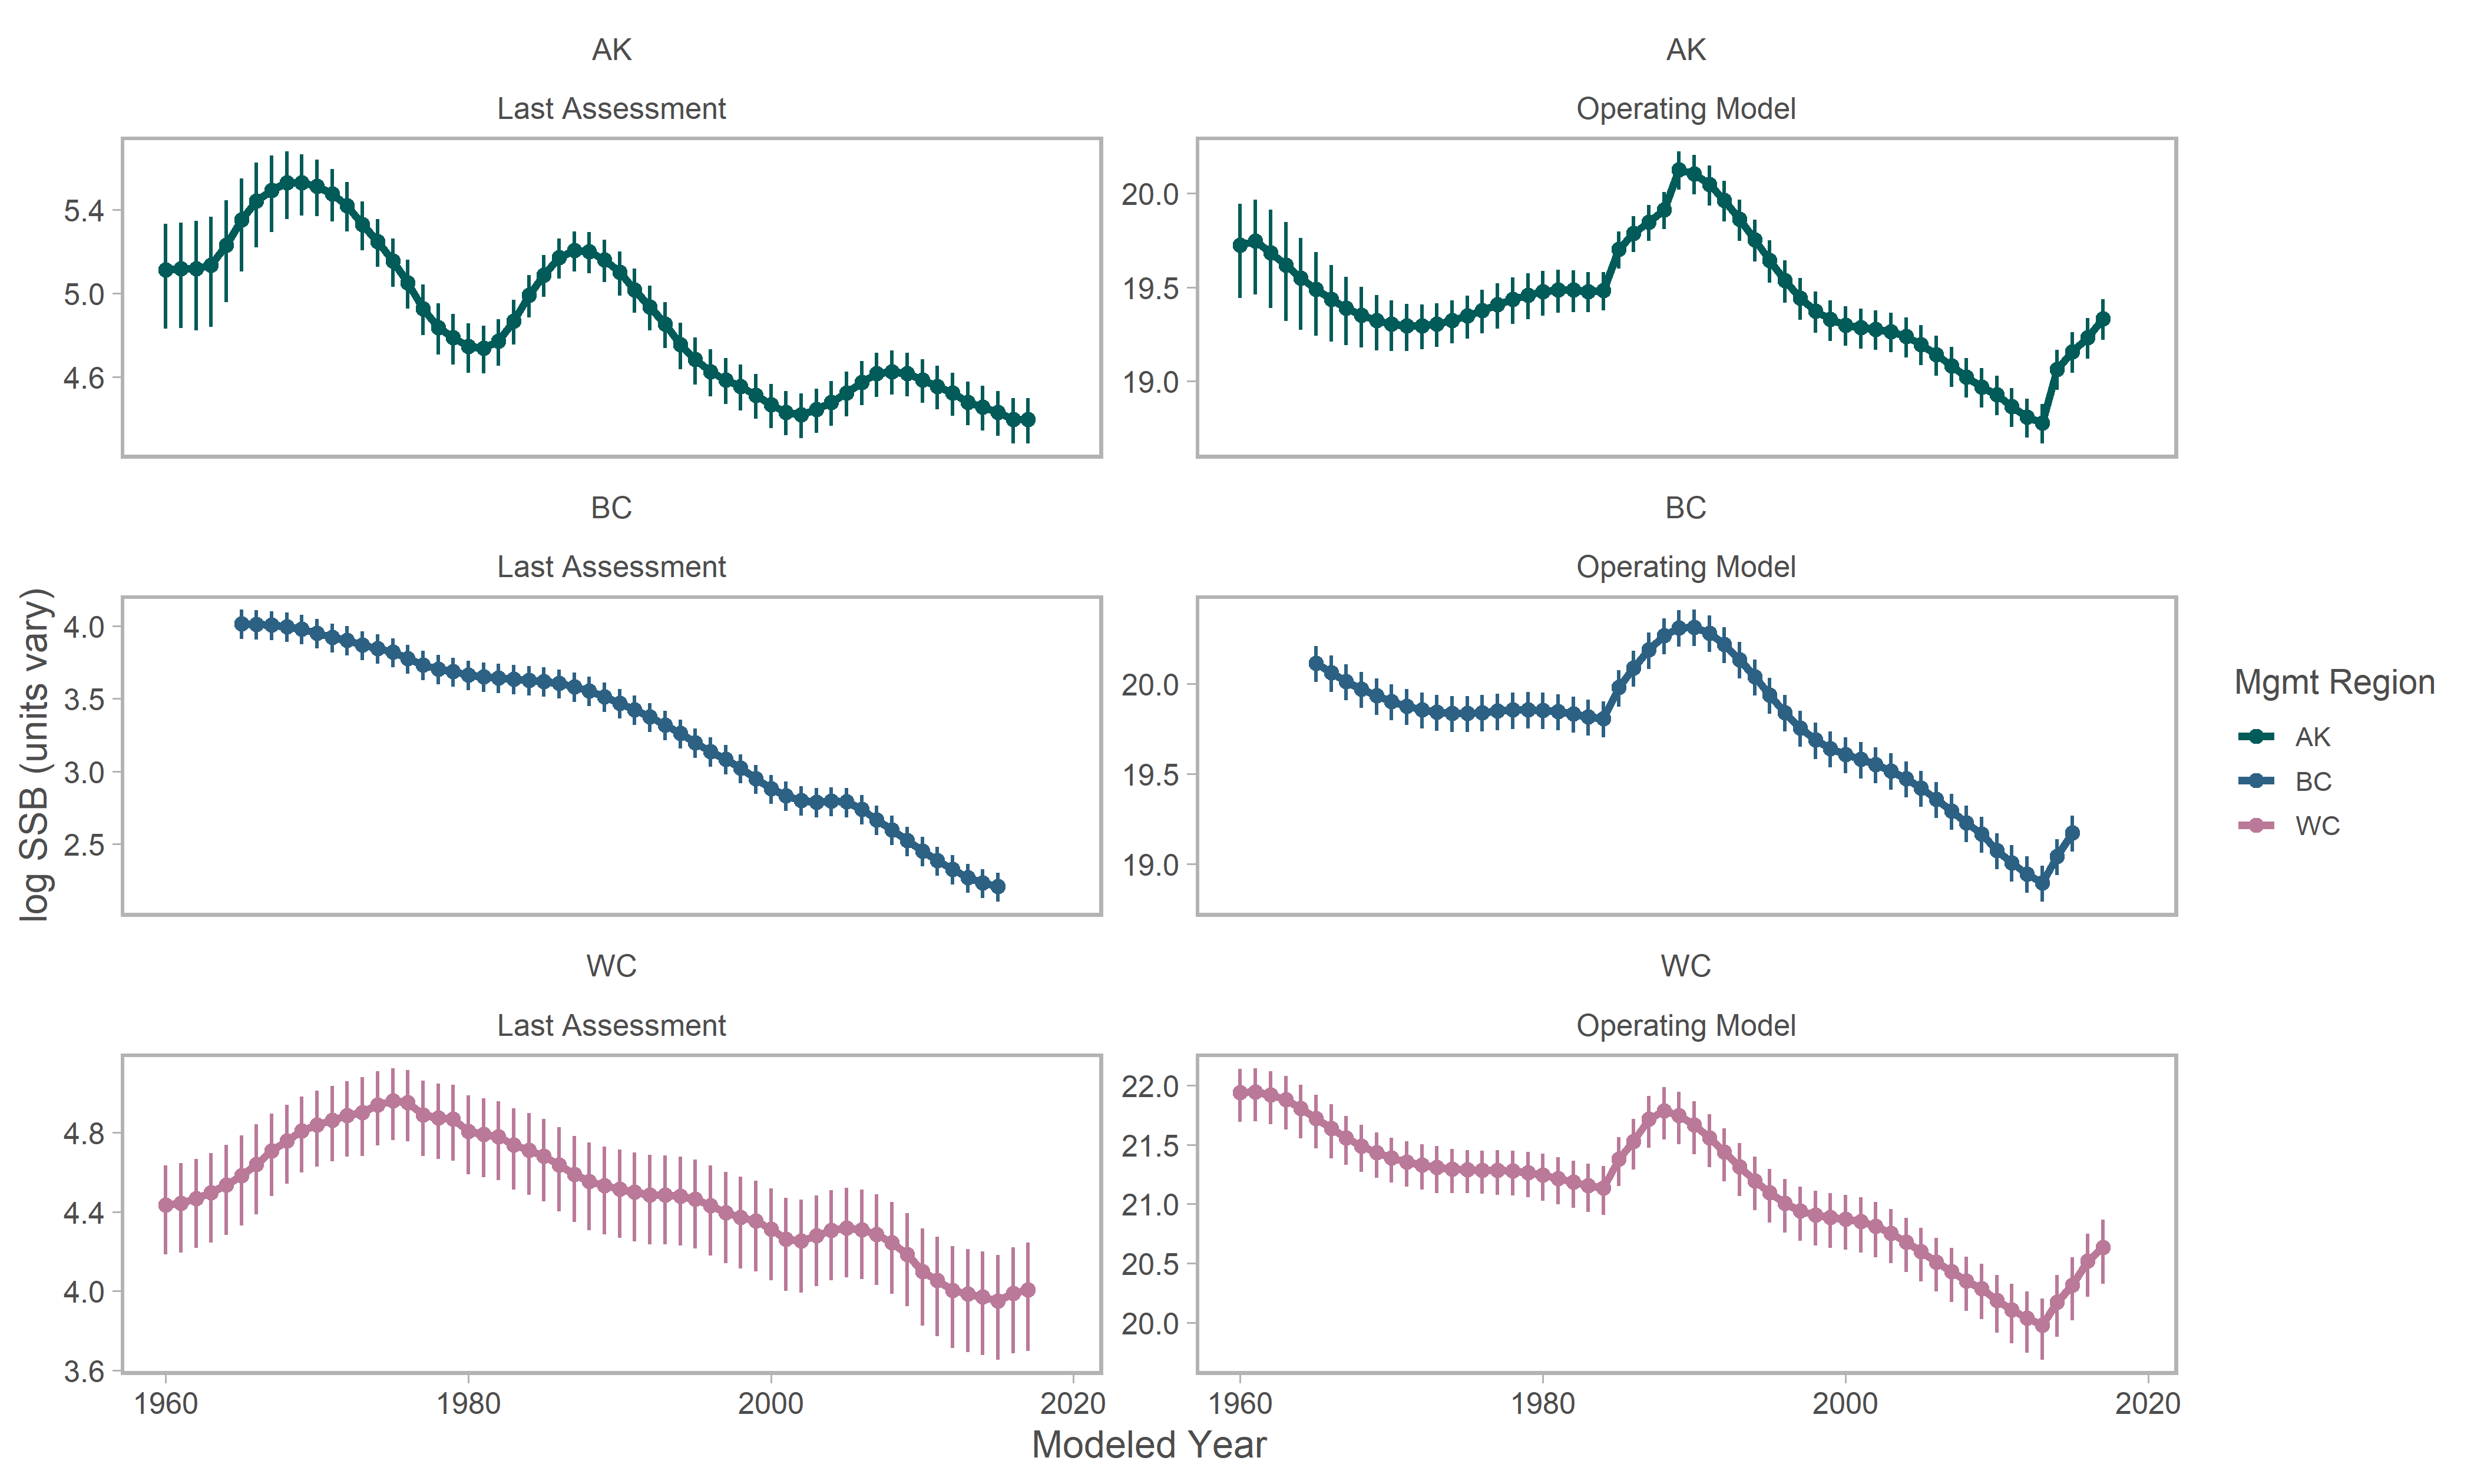 AK
Last Assessment
5.4
5.0
4.6
AK
Operating Model
20.0
19.5
19.0
BC
Last Assessment
4.0
3.5
3.0
2.5
BC
Operating Model
20.0
19.5
19.0
WC
Last Assessment
4.8
4.4
4.0
3.6
1960 1980 2000 2020
WC
Operating Model
22.0
21.5
21.0
20.5
20.0
1960 1980 2000 2020
log SSB (units vary)
Modeled Year
Mgmt Region
AK
BC
WC